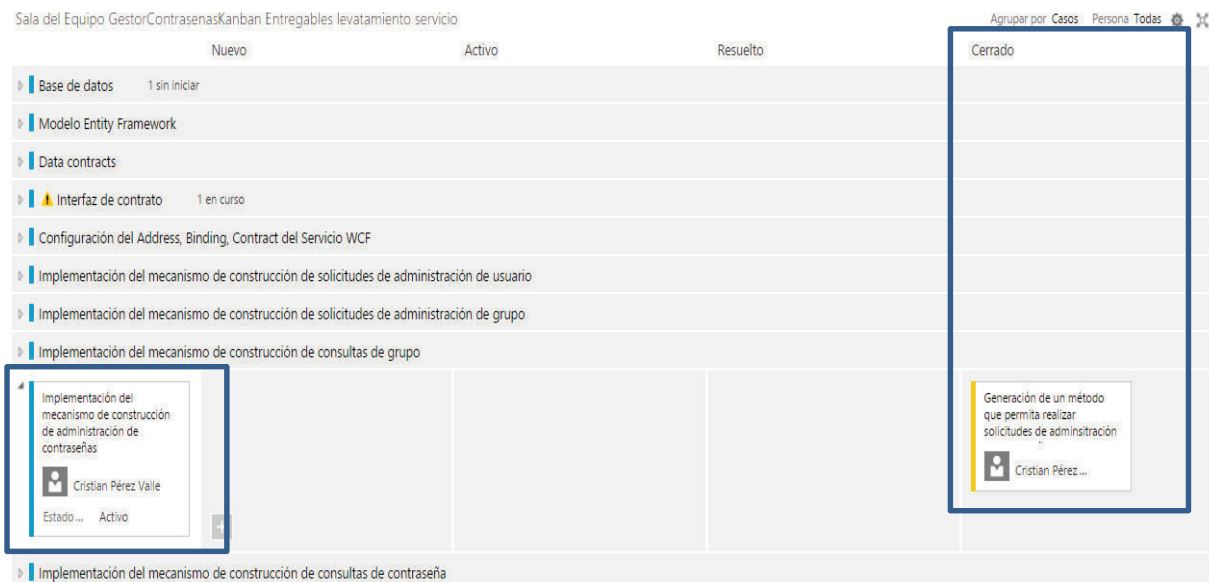 Sala del Equipo GestorContrasenasKanban Entregables levatamiento servicio
Agrupar por Casos Persona Todas
Nuevo Activo Resuelto Cerrado
Base de datos 1 sin iniciar
Modelo Entity Framework
Data contracts
Interfaz de contrato 1 en curso
Configuración del Address, Binding, Contract del Servicio WCF
Implementación del mecanismo de construcción de solicitudes de administración de usuario
Implementación del mecanismo de construcción de solicitudes de administración de grupo
Implementación del mecanismo de construcción de consultas de grupo
Implementación del
mecanismo de construcción
de administración de
contraseñas
Cristian Pérez Valle
Estado ... Activo
Generación de un método
que permita realizar
solicitudes de adminsitración
Cristian Pérez ...
Implementación del mecanismo de construcción de consultas de contraseña